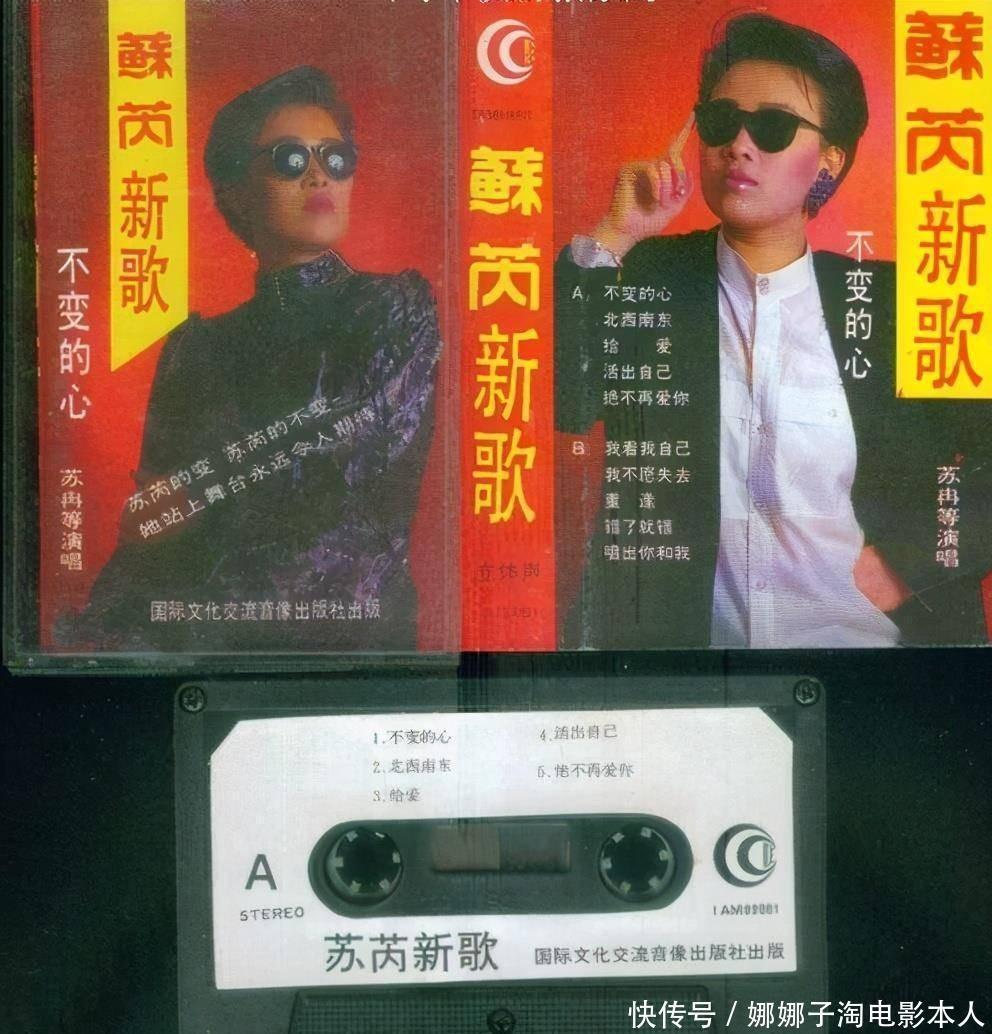 蘇芮新歌
不变的心
苏芮的变 苏芮的不变
她站上舞台永远令人期待
苏冉等演唱
国际文化交流音像出版社出版
蘇芮新歌
A 不变的心
北西南东
给 爱
活出自己
绝不再爱你
B 我看我自己
我不愿失去
重 逢
错了就错
唱出你和我
蘇芮新歌
不变的心
苏冉等演唱
1.不变的心
2.北西南东
3.给爱
4.活出自己
5.绝不再爱你
A
STEREO
苏芮新歌
国际文化交流音像出版社出版
快传号 / 娜娜子淘电影本人